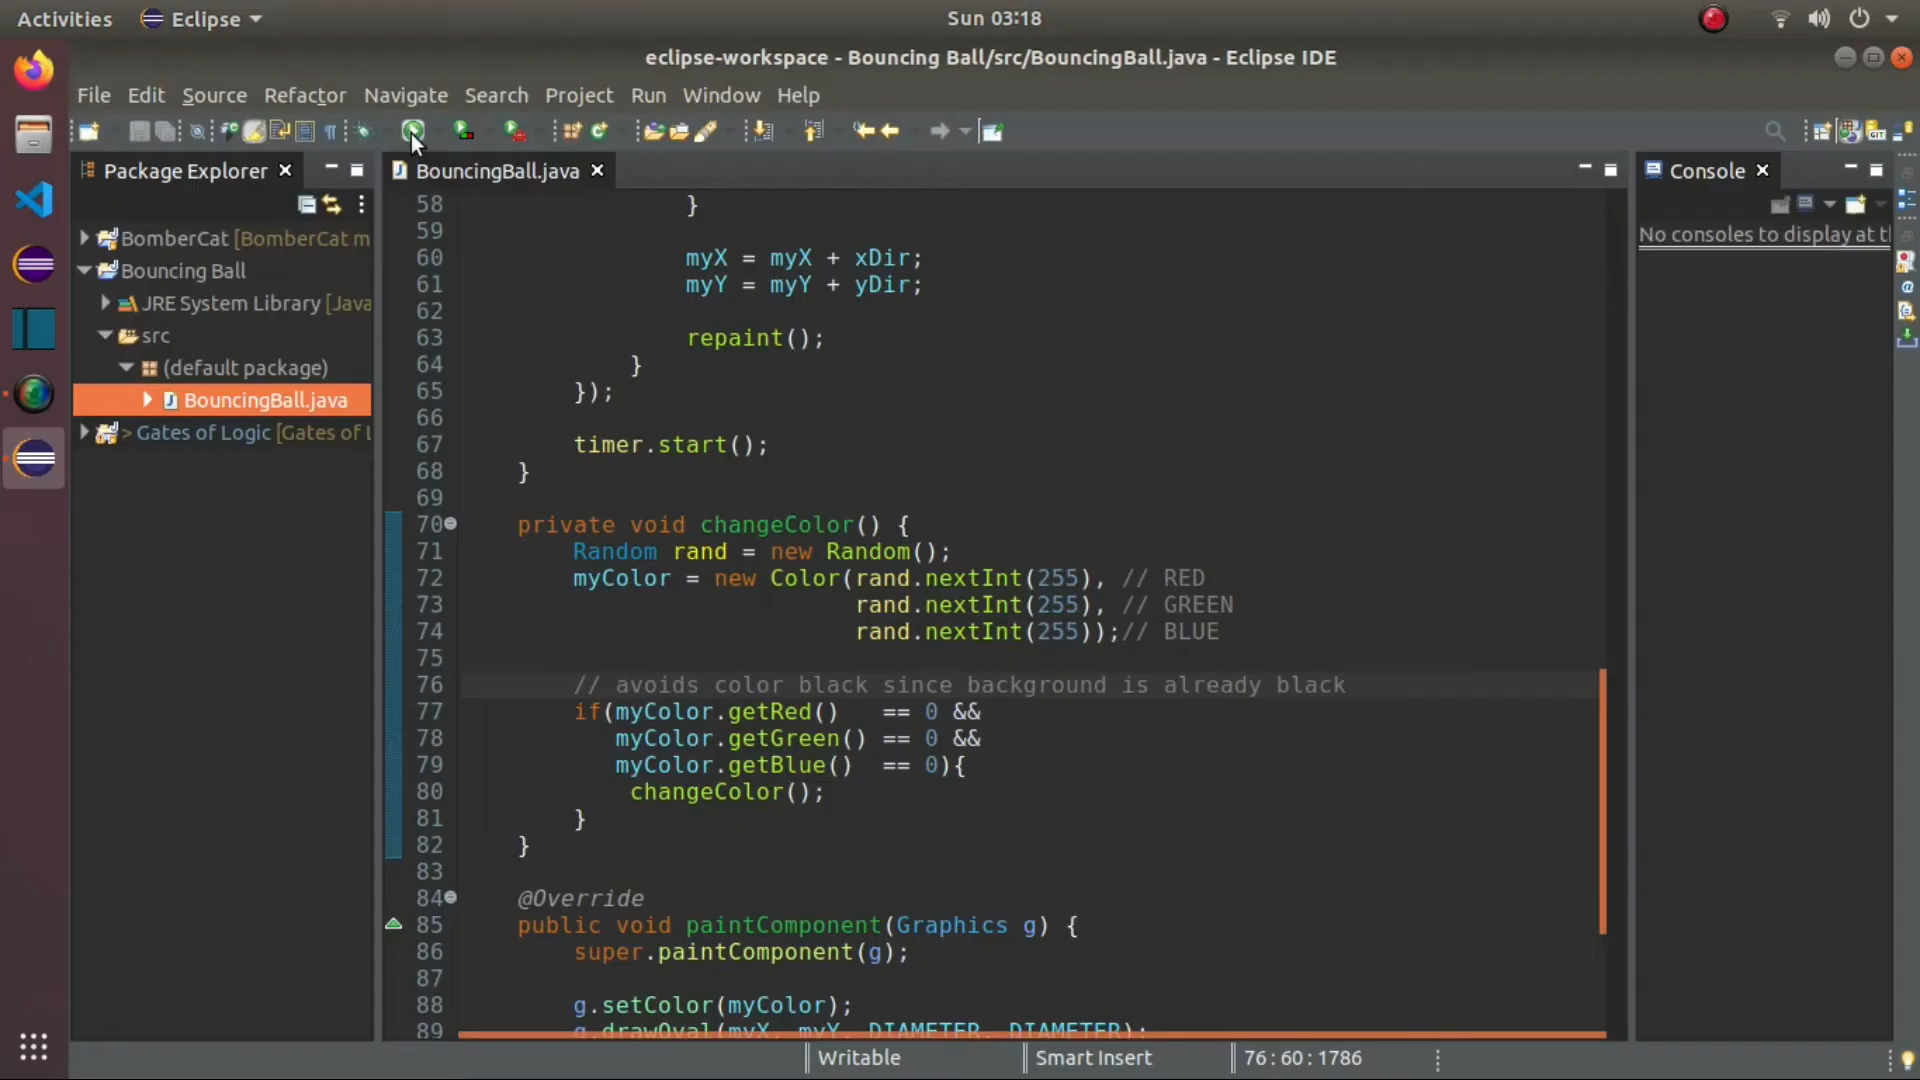 Activities
Eclipse
Sun 03:18
eclipse-workspace - Bouncing Ball/src/BouncingBall.java - Eclipse IDE
File Edit Source Refactor Navigate Search Project Run Window Help
Package Explorer
BomberCat [BomberCat m
Bouncing Ball
JRE System Library [Java
src
(default package)
BouncingBall.java
> Gates of Logic [Gates of L
BouncingBall.java
58 }
59
60 myX = myX + xDir;
61 myY = myY + yDir;
62
63 repaint();
64 }
65 });
66
67 timer.start();
68 }
69
70 private void changeColor() {
71 Random rand = new Random();
72 myColor = new Color(rand.nextInt(255), // RED
73 rand.nextInt(255), // GREEN
74 rand.nextInt(255));// BLUE
75
76 // avoids color black since background is already black
77 if(myColor.getRed() == 0 &&
78 myColor.getGreen() == 0 &&
79 myColor.getBlue() == 0){
80 changeColor();
81 }
82 }
83
84 @Override
85 public void paintComponent(Graphics g) {
86 super.paintComponent(g);
87
88 g.setColor(myColor);
89 g.drawOval(myX, myY, DIAMETER, DIAMETER);
Console
No consoles to display at t
Writable
Smart Insert
76 : 60 : 1786